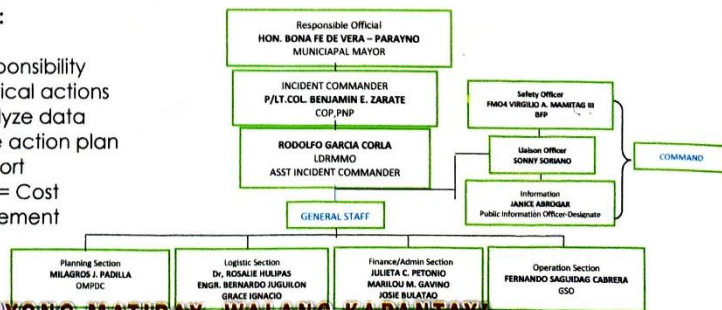 :
ponsibility
ical actions
lyze data
e action plan
ort
= Cost
ement
Responsible Official
HON. BONA FE DE VERA – PARAYNO
MUNICIAPAL MAYOR
INCIDENT COMMANDER
P/LT.COL. BENJAMIN E. ZARATE
COP,PNP
RODOLFO GARCIA CORLA
LDRMMO
ASST INCIDENT COMMANDER
Safety Officer
FMO4 VIRGILIO A. MAMITAG III
BFP
Liaison Officer
SONNY SORIANO
Information
JANICE ABROGAR
Public Information Officer-Designate
COMMAND
GENERAL STAFF
Planning Section
MILAGROS J. PADILLA
OMPDC
Logistic Section
Dr, ROSALIE HULIPAS
ENGR. BERNARDO JUGUILON
GRACE IGNACIO
Finance/Admin Section
JULIETA C. PETONIO
MARILOU M. GAVINO
JOSIE BULATAO
Operation Section
FERNANDO SAGUIDAG CABRERA
GSO